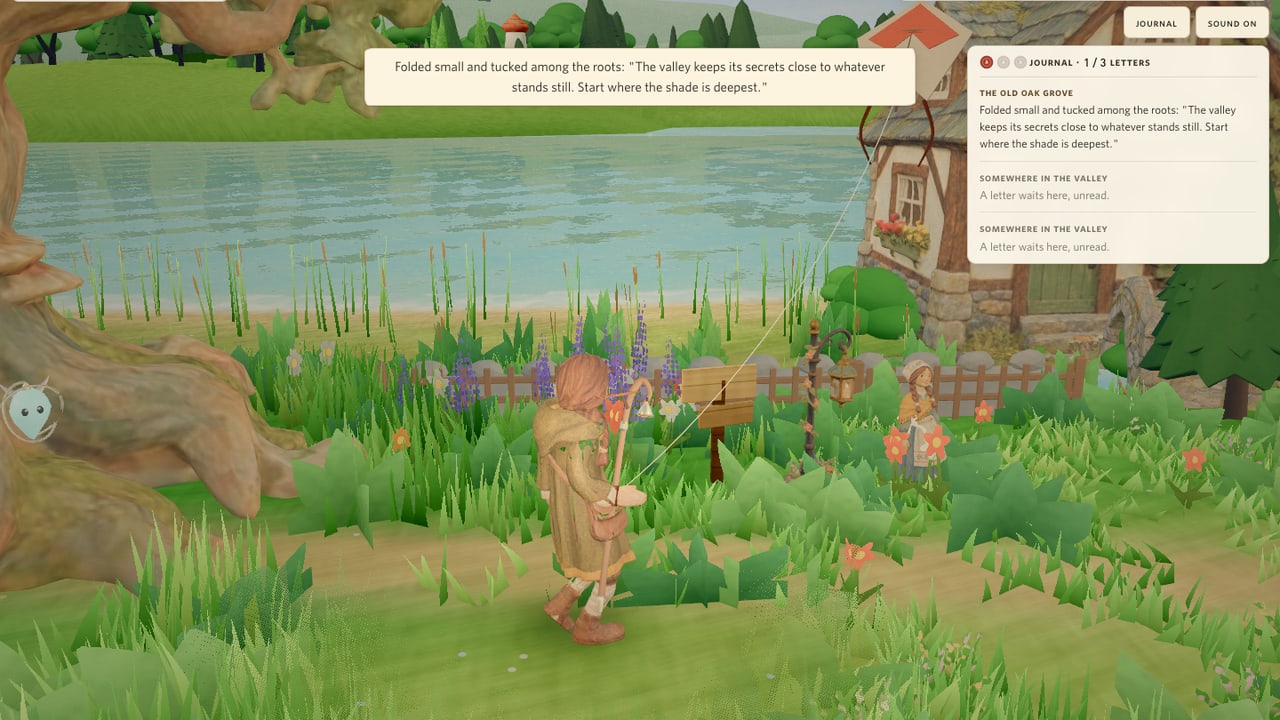 JOURNAL
SOUND ON
Folded small and tucked among the roots: "The valley keeps its secrets close to whatever
stands still. Start where the shade is deepest."
JOURNAL · 1 / 3 LETTERS
THE OLD OAK GROVE
Folded small and tucked among the roots: "The valley
keeps its secrets close to whatever stands still. Start
where the shade is deepest."
SOMEWHERE IN THE VALLEY
A letter waits here, unread.
SOMEWHERE IN THE VALLEY
A letter waits here, unread.